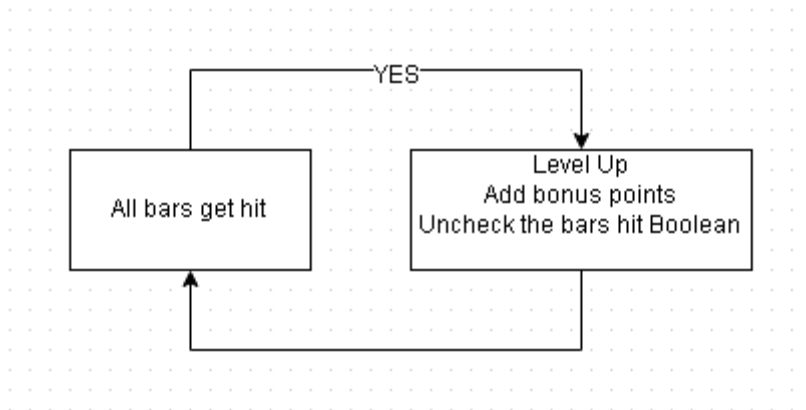 YES
All bars get hit
Level Up
Add bonus points
Uncheck the bars hit Boolean